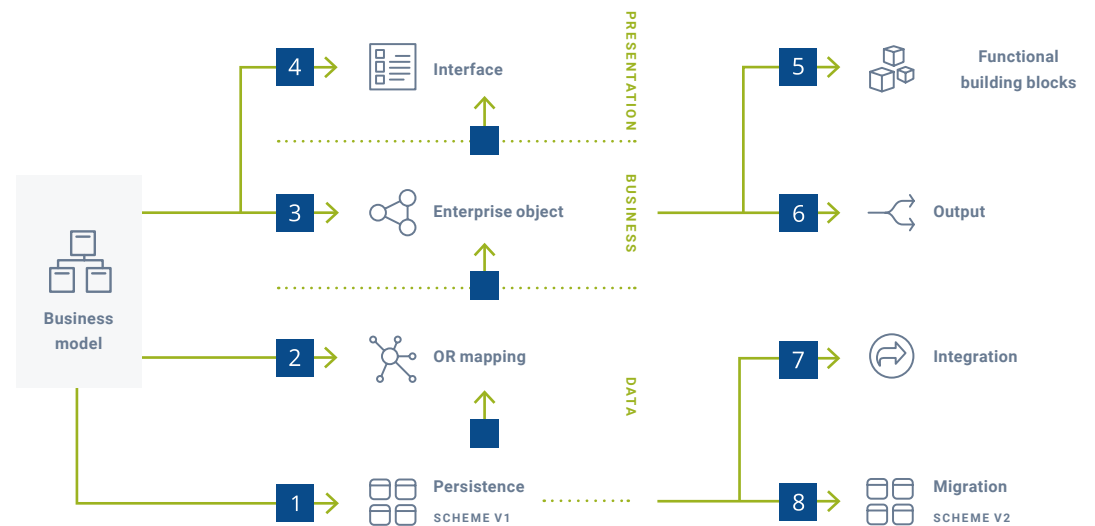 4
Interface
PRESENTATION
5
Functional
building blocks
Business
model
3
Enterprise object
BUSINESS
6
Output
2
OR mapping
DATA
7
Integration
1
Persistence
SCHEME V1
8
Migration
SCHEME V2